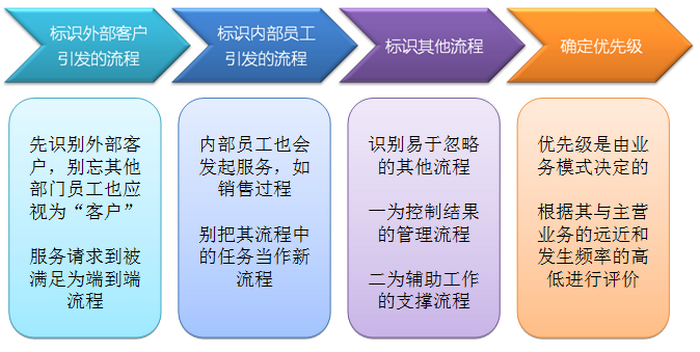 标识外部客户
引发的流程
标识内部员工
引发的流程
标识其他流程
确定优先级
先识别外部客
户，别忘其他
部门员工也应
视为“客户”
服务请求到被
满足为端到端
流程
内部员工也会
发起服务，如
销售过程
别把其流程中
的任务当作新
流程
识别易于忽略
的其他流程
一为控制结果
的管理流程
二为辅助工作
的支撑流程
优先级是由业
务模式决定的
根据其与主营
业务的远近和
发生频率的高
低进行评价